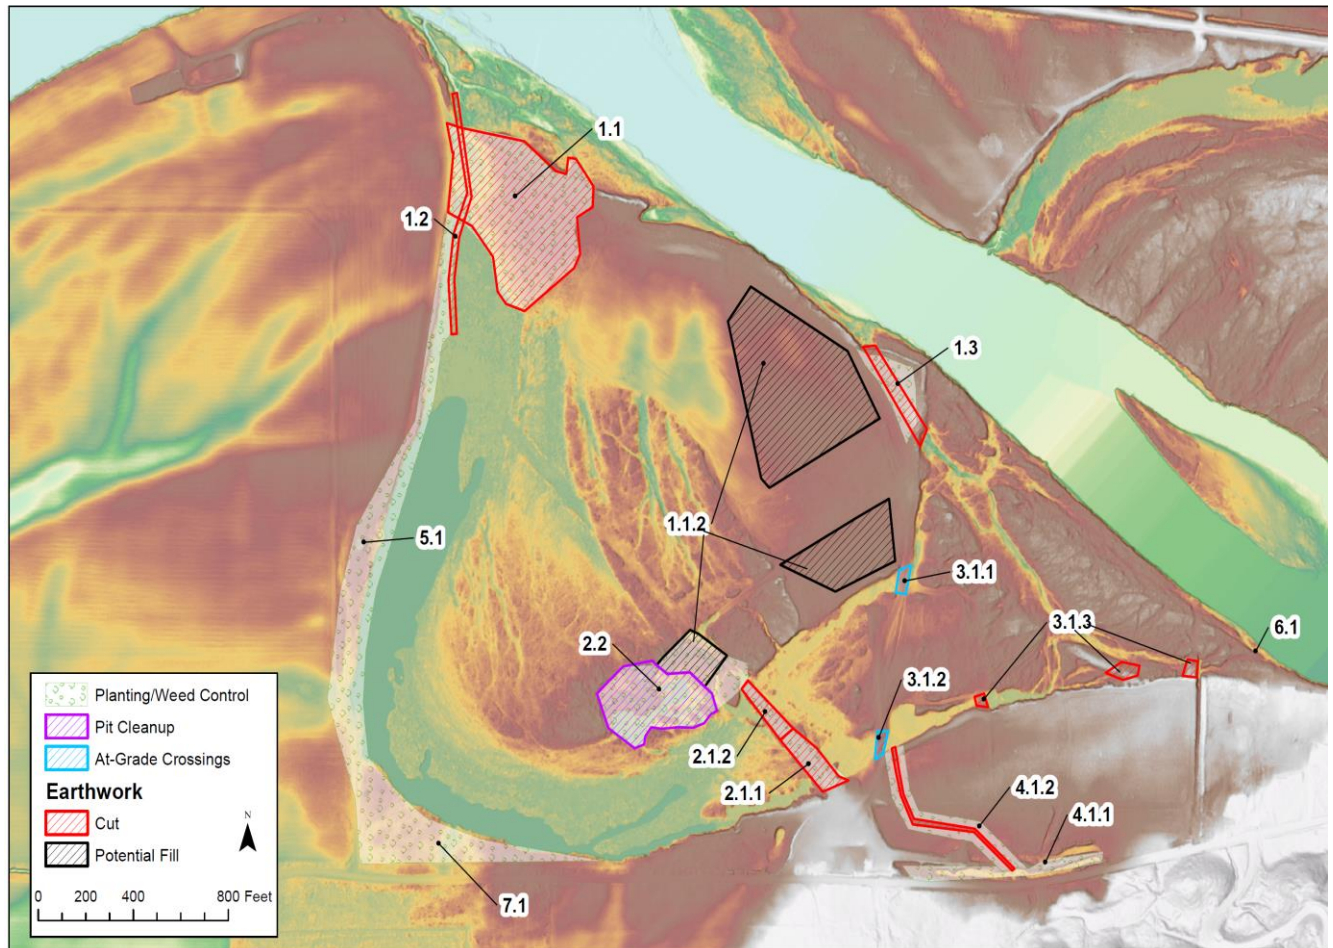 1.1
1.2
1.3
1.1.2
5.1
3.1.1
3.1.3
6.1
2.2
3.1.2
2.1.2
2.1.1
4.1.2
4.1.1
7.1
Planting/Weed Control
Pit Cleanup
At-Grade Crossings
Earthwork
Cut
N
Potential Fill
0 200 400 800 Feet